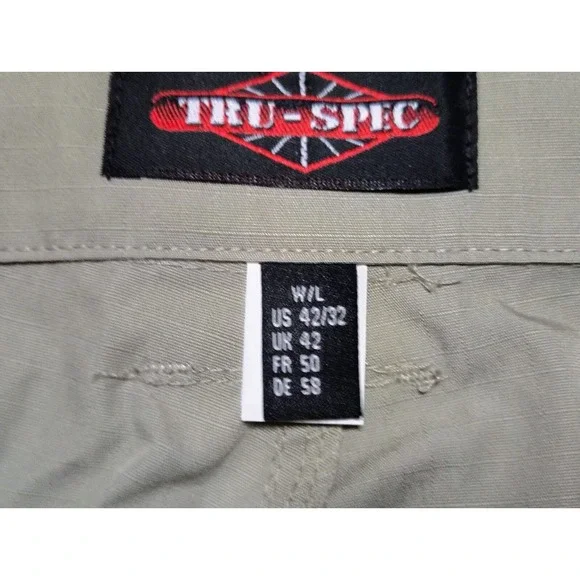 TRU-SPEC
W/L
US 42/32
UK 42
FR 50
DE 58